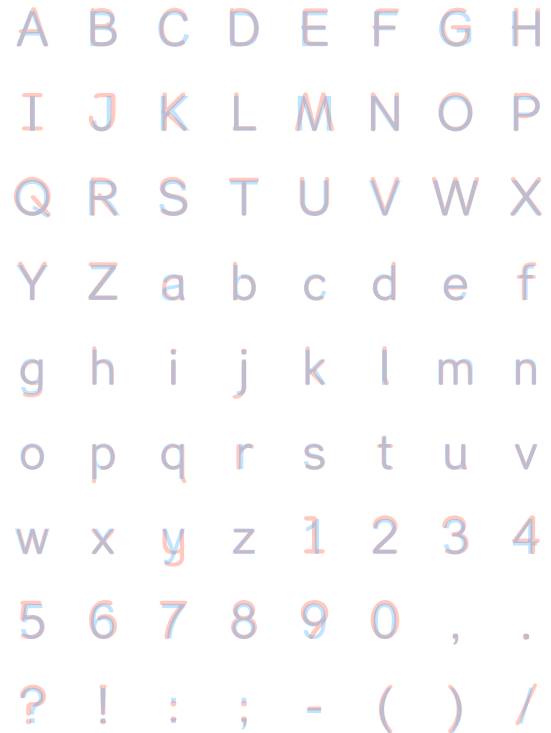 A B C D E F G H
I J K L M N O P
Q R S T U V W X
Y Z a b c d e f
g h i j k l m n
o p q r s t u v
w x y z 1 2 3 4
5 6 7 8 9 0 , .
? ! : ; - ( ) /